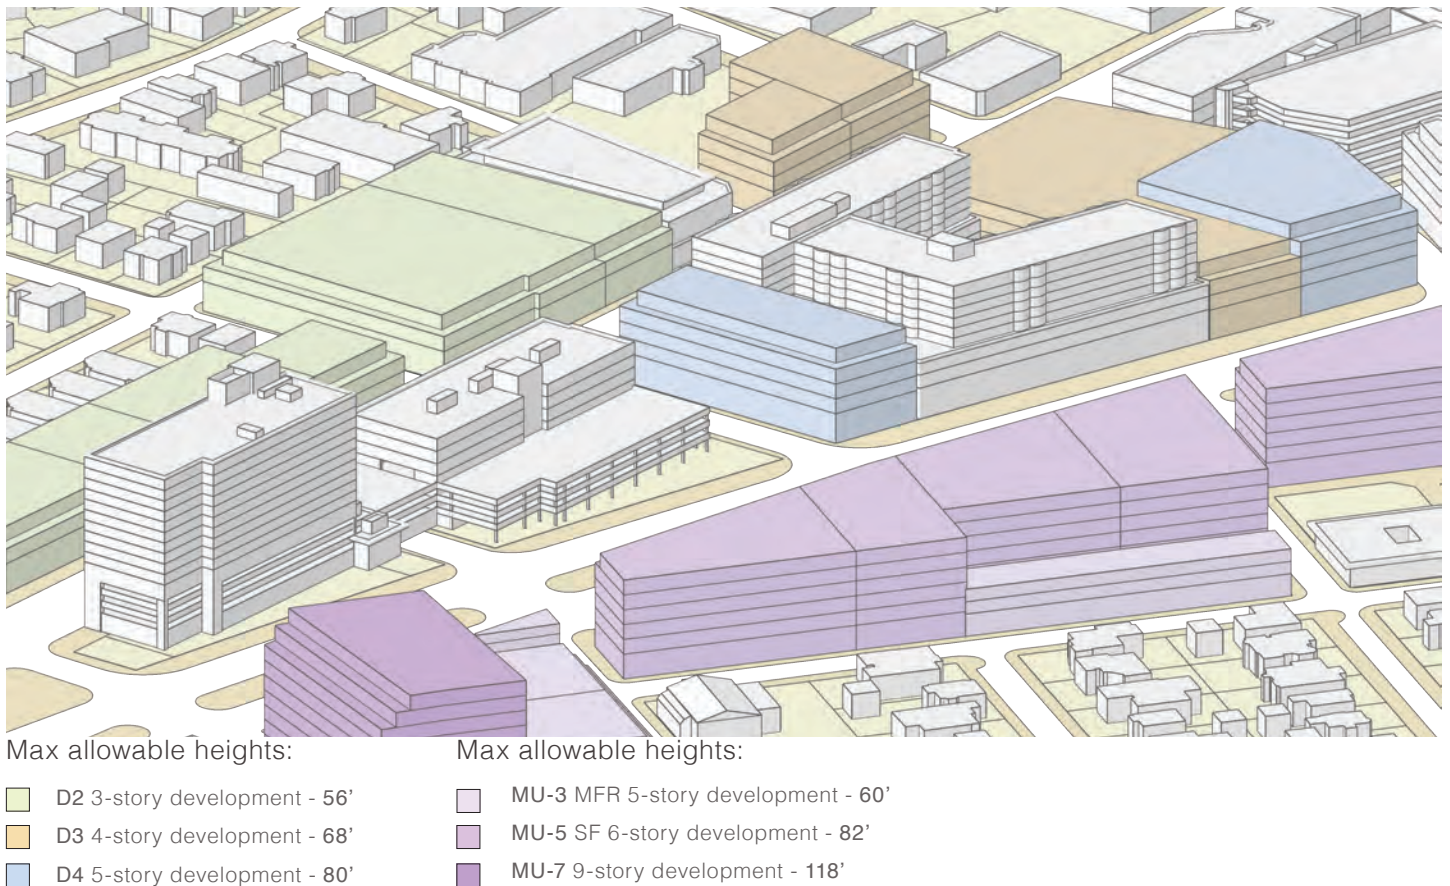 Max allowable heights:
D2 3-story development - 56’
D3 4-story development - 68’
D4 5-story development - 80’
Max allowable heights:
MU-3 MFR 5-story development - 60’
MU-5 SF 6-story development - 82’
MU-7 9-story development - 118’